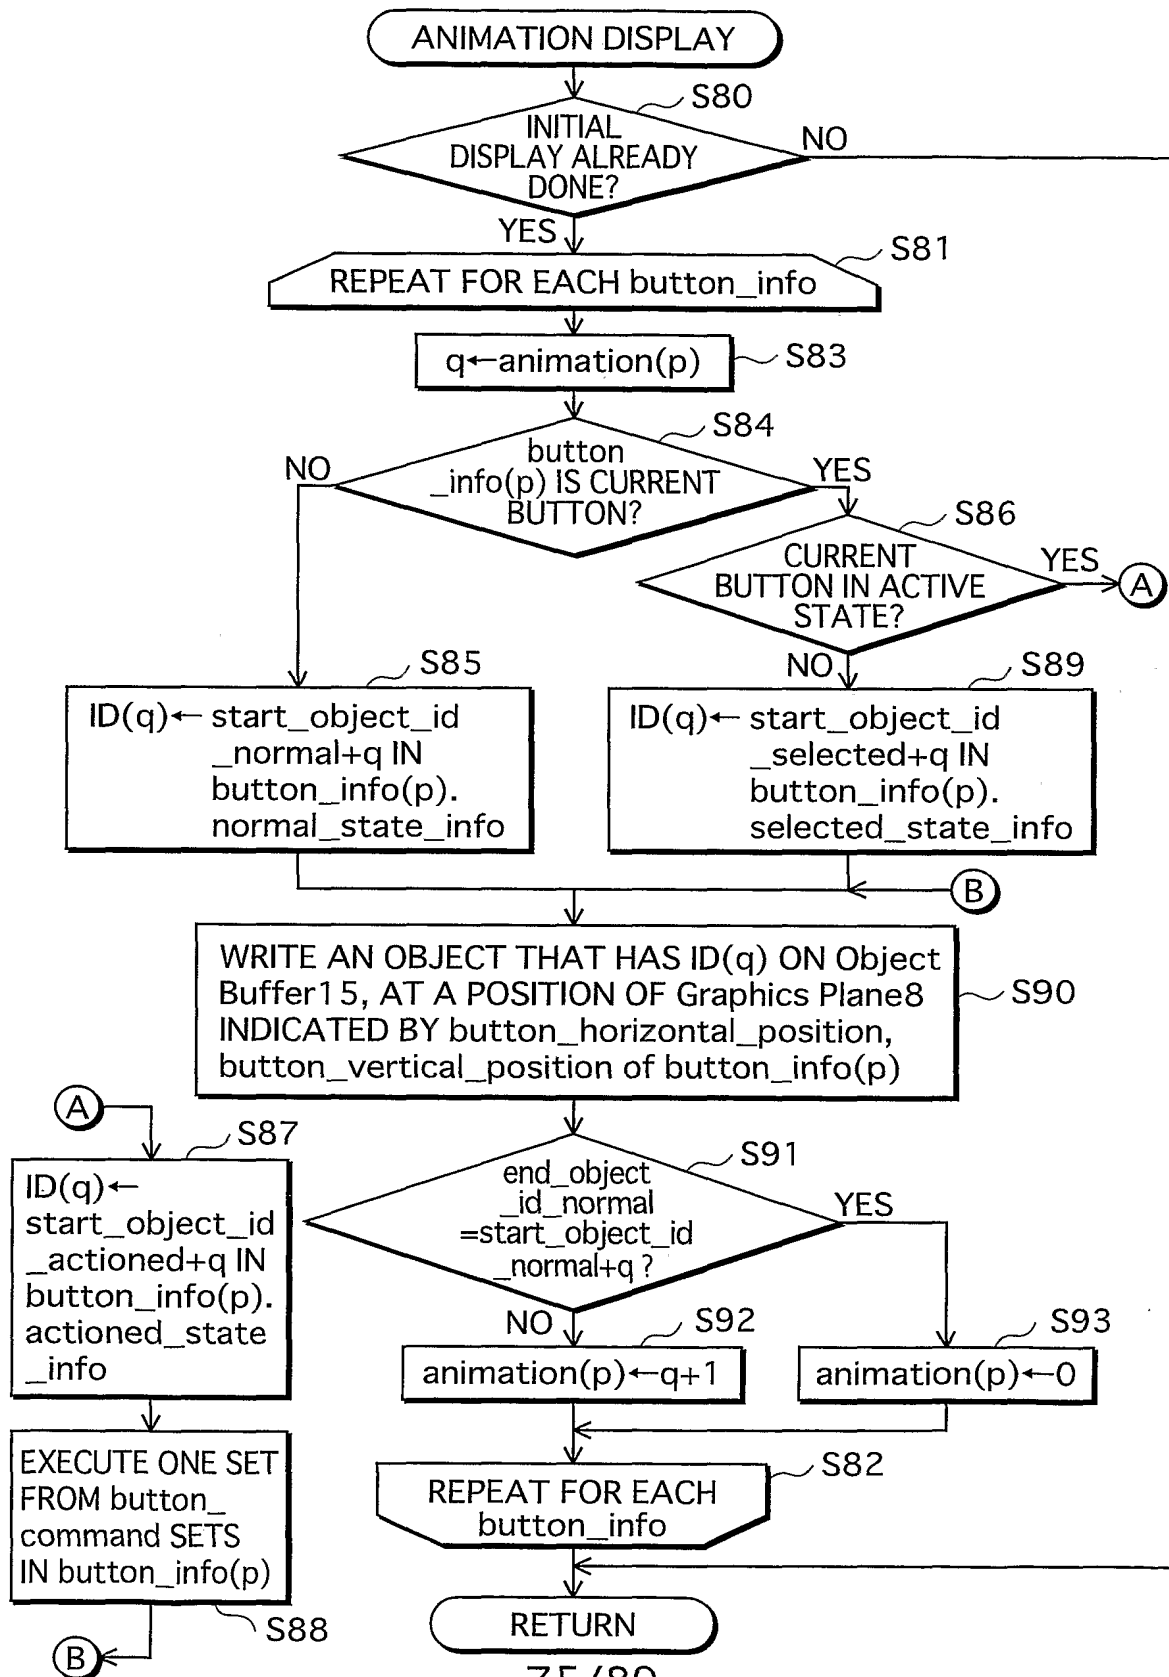 ANIMATION DISPLAY
S80
INITIAL
DISPLAY ALREADY
DONE?
NO
YES
S81
REPEAT FOR EACH button_info
q←animation(p)
S83
S84
button
_info(p) IS CURRENT
BUTTON?
NO
YES
S86
CURRENT
BUTTON IN ACTIVE
STATE?
YES
A
NO
S85
ID(q)← start_object_id
_normal+q IN
button_info(p).
normal_state_info
S89
ID(q)← start_object_id
_selected+q IN
button_info(p).
selected_state_info
B
WRITE AN OBJECT THAT HAS ID(q) ON Object
Buffer15, AT A POSITION OF Graphics Plane8
INDICATED BY button_horizontal_position,
button_vertical_position of button_info(p)
S90
A
S87
ID(q)←
start_object_id
_actioned+q IN
button_info(p).
actioned_state
_info
EXECUTE ONE SET
FROM button_
command SETS
IN button_info(p)
S88
B
S91
end_object
_id_normal
=start_object_id
_normal+q ?
YES
NO
S92
animation(p)←q+1
S93
animation(p)←0
S82
REPEAT FOR EACH
button_info
RETURN